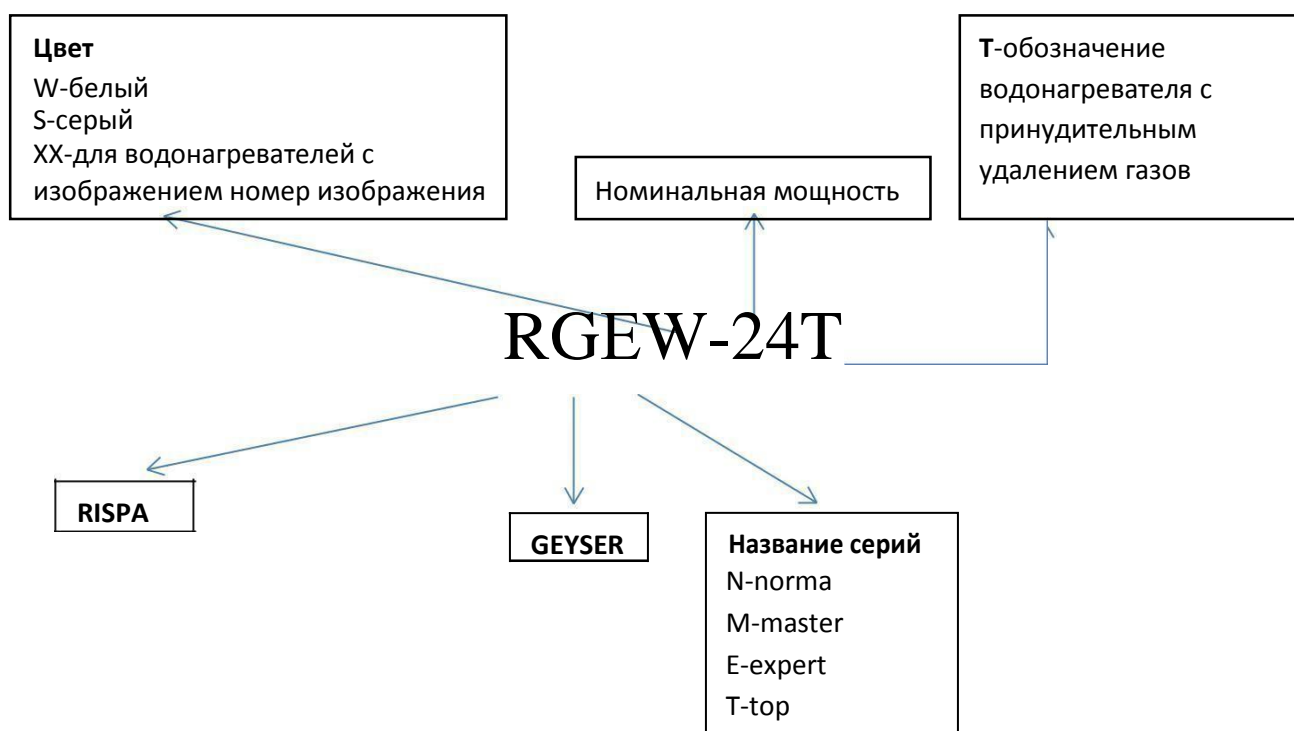 Цвет
W-белый
S-серый
XX-для водонагревателей с
изображением номер изображения
Номинальная мощность
T-обозначение
водонагревателя с
принудительным
удалением газов
RGEW-24T
RISPA
GEYSER
Название серий
N-norma
M-master
E-expert
T-top